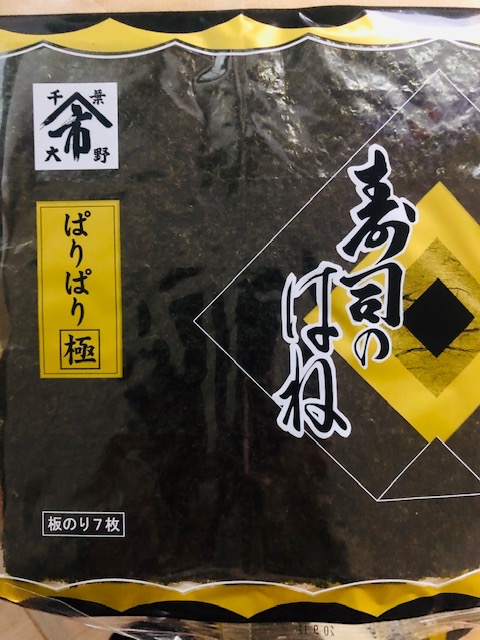 千葉
市
大野
ぱりぱり極
寿司の
はね
板のり7枚